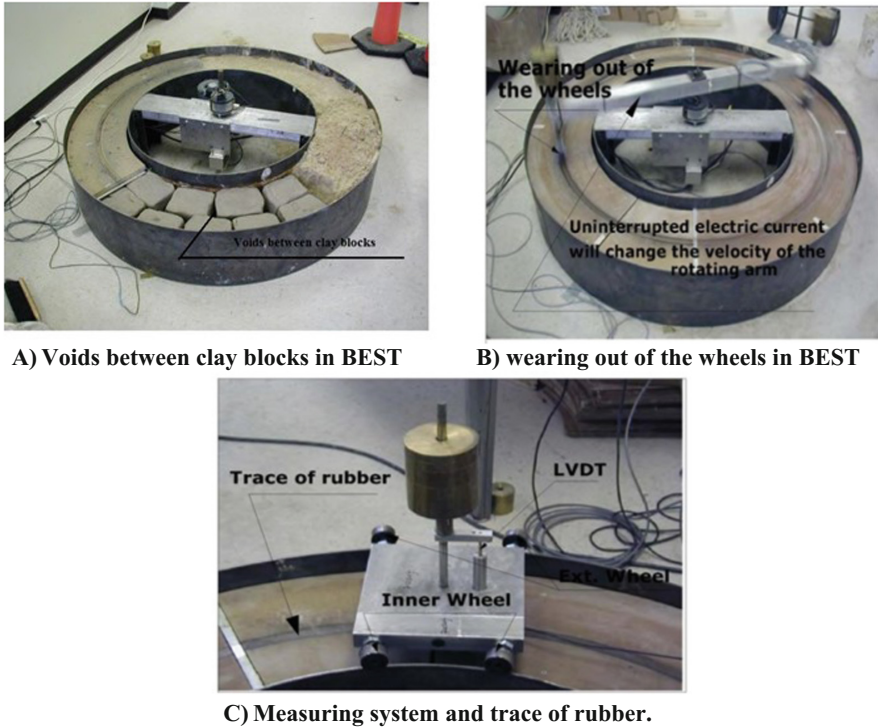 Voids between clay blocks
Wearing out of
the wheels
Uninterrupted electric current
will change the velocity of the
rotating arm
A) Voids between clay blocks in BEST
B) wearing out of the wheels in BEST
Trace of rubber
LVDT
Ext. Wheel
Inner Wheel
C) Measuring system and trace of rubber.